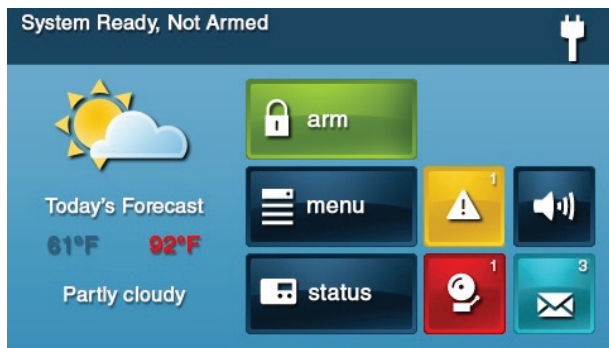 System Ready, Not Armed
arm
Today's Forecast
61°F 92°F
Partly cloudy
menu
1
status
1
3